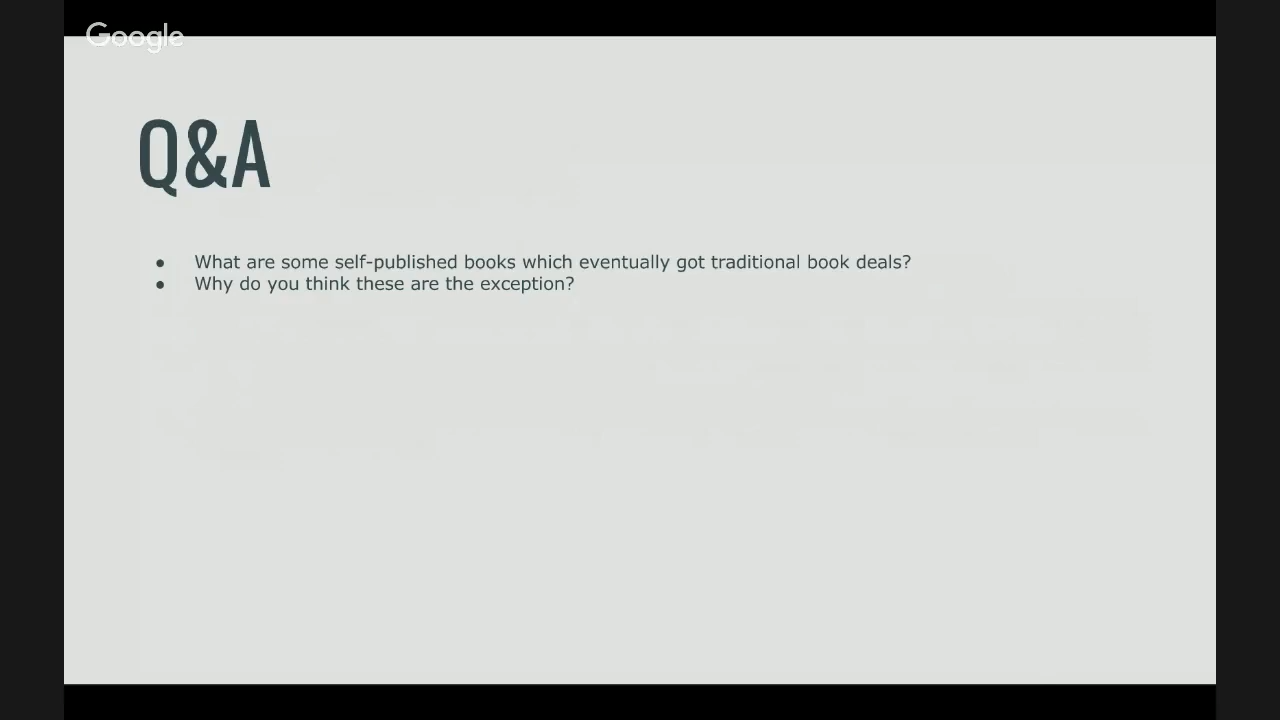 Google
Q&A
● What are some self-published books which eventually got traditional book deals?
● Why do you think these are the exception?